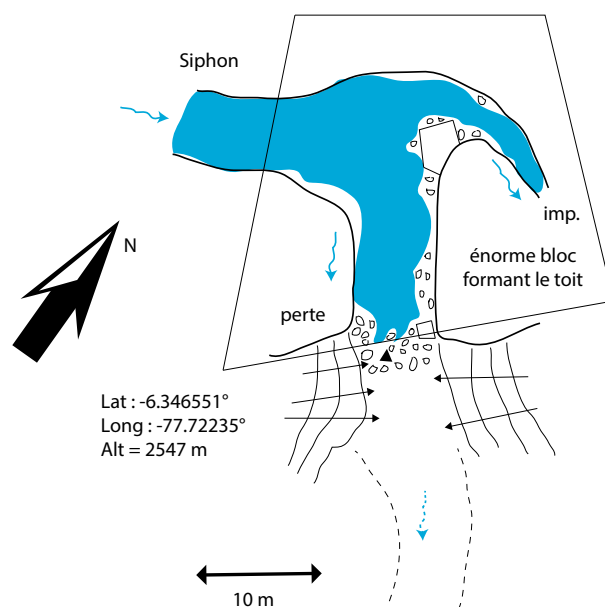 Siphon
N
imp.
énorme bloc
formant le toit
perte
Lat : -6.346551°
Long : -77.72235°
Alt = 2547 m
10 m